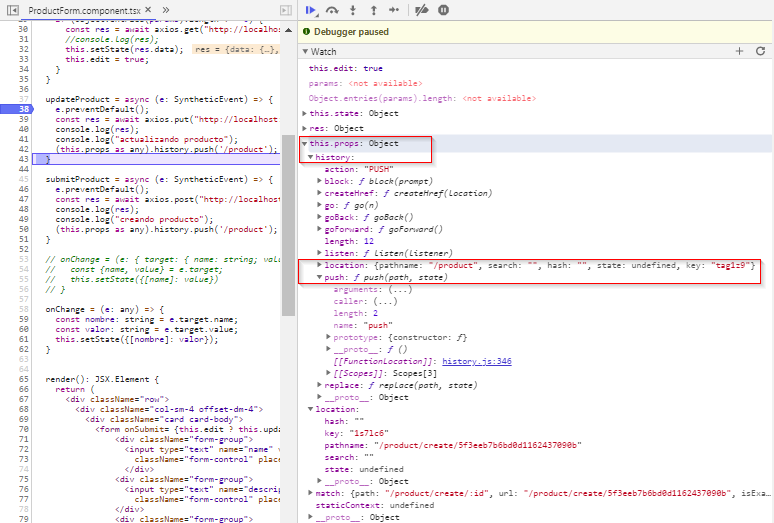 ProductForm.component.tsx × »
30
31 const res = await axios.get("http://localhos
32 //console.log(res);
33 this.setState(res.data); res = {data: {…},
34 this.edit = true;
35 }
36 }
37 updateProduct = async (e: SyntheticEvent) => {
38 e.preventDefault();
39 const res = await axios.put("http://localhost
40 console.log(res);
41 console.log("actualizando producto");
42 (this.props as any).history.push('/product');
43 }
44
45 submitProduct = async (e: SyntheticEvent) => {
46 e.preventDefault();
47 const res = await axios.post("http://localhos
48 console.log(res);
49 console.log("creando producto");
50 (this.props as any).history.push('/product');
51 }
52
53 // onChange = (e: { target: { name: string; val
54 // const {name, value} = e.target;
55 // this.setState({[name]: value})
56 // }
57
58 onChange = (e: any) => {
59 const nombre: string = e.target.name;
60 const valor: string = e.target.value;
61 this.setState({[nombre]: valor});
62 }
63
64
65 render(): JSX.Element {
66 return (
67 <div className="row">
68 <div className="col-sm-4 offset-dm-4">
69 <div className="card card-body">
70 <form onSubmit= {this.edit ? this.upda
71 <div className="form-group">
72 <input type="text" name="name"
73 className="form-control" place
74 </div>
75 <div className="form-group">
76 <input type="text" name="descrip
77 className="form-control" place
78 </div>
79 <div className="form-group">
Debugger paused
Watch
this.edit: true
params: <not available>
Object.entries(params).length: <not available>
this.state: Object
res: Object
this.props: Object
history:
action: "PUSH"
block: ƒ block(prompt)
createHref: ƒ createHref(location)
go: ƒ go(n)
goBack: ƒ goBack()
goForward: ƒ goForward()
length: 12
listen: ƒ listen(listener)
location: {pathname: "/product", search: "", hash: "", state: undefined, key: "tag1z9"}
push: ƒ push(path, state)
arguments: (...)
caller: (...)
length: 2
name: "push"
prototype: {constructor: ƒ}
__proto__: ƒ ()
[[FunctionLocation]]: history.js:346
[[Scopes]]: Scopes[3]
replace: ƒ replace(path, state)
__proto__: Object
location:
hash: ""
key: "1s7lc6"
pathname: "/product/create/5f3eeb7b6bd0d1162437090b"
search: ""
state: undefined
__proto__: Object
match: {path: "/product/create/:id", url: "/product/create/5f3eeb7b6bd0d1162437090b", isExa
staticContext: undefined
__proto__: Object